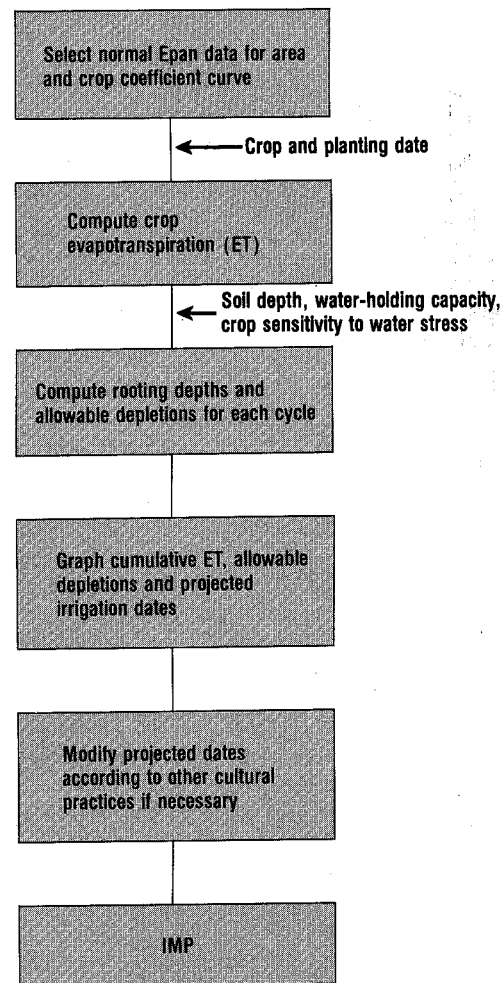 Select normal Epan data for area
and crop coefficient curve
Crop and planting date
Compute crop
evapotranspiration (ET)
Soil depth, water-holding capacity,
crop sensitivity to water stress
Compute rooting depths and
allowable depletions for each cycle
Graph cumulative ET, allowable
depletions and projected
irrigation dates
Modify projected dates
according to other cultural
practices if necessary
IMP